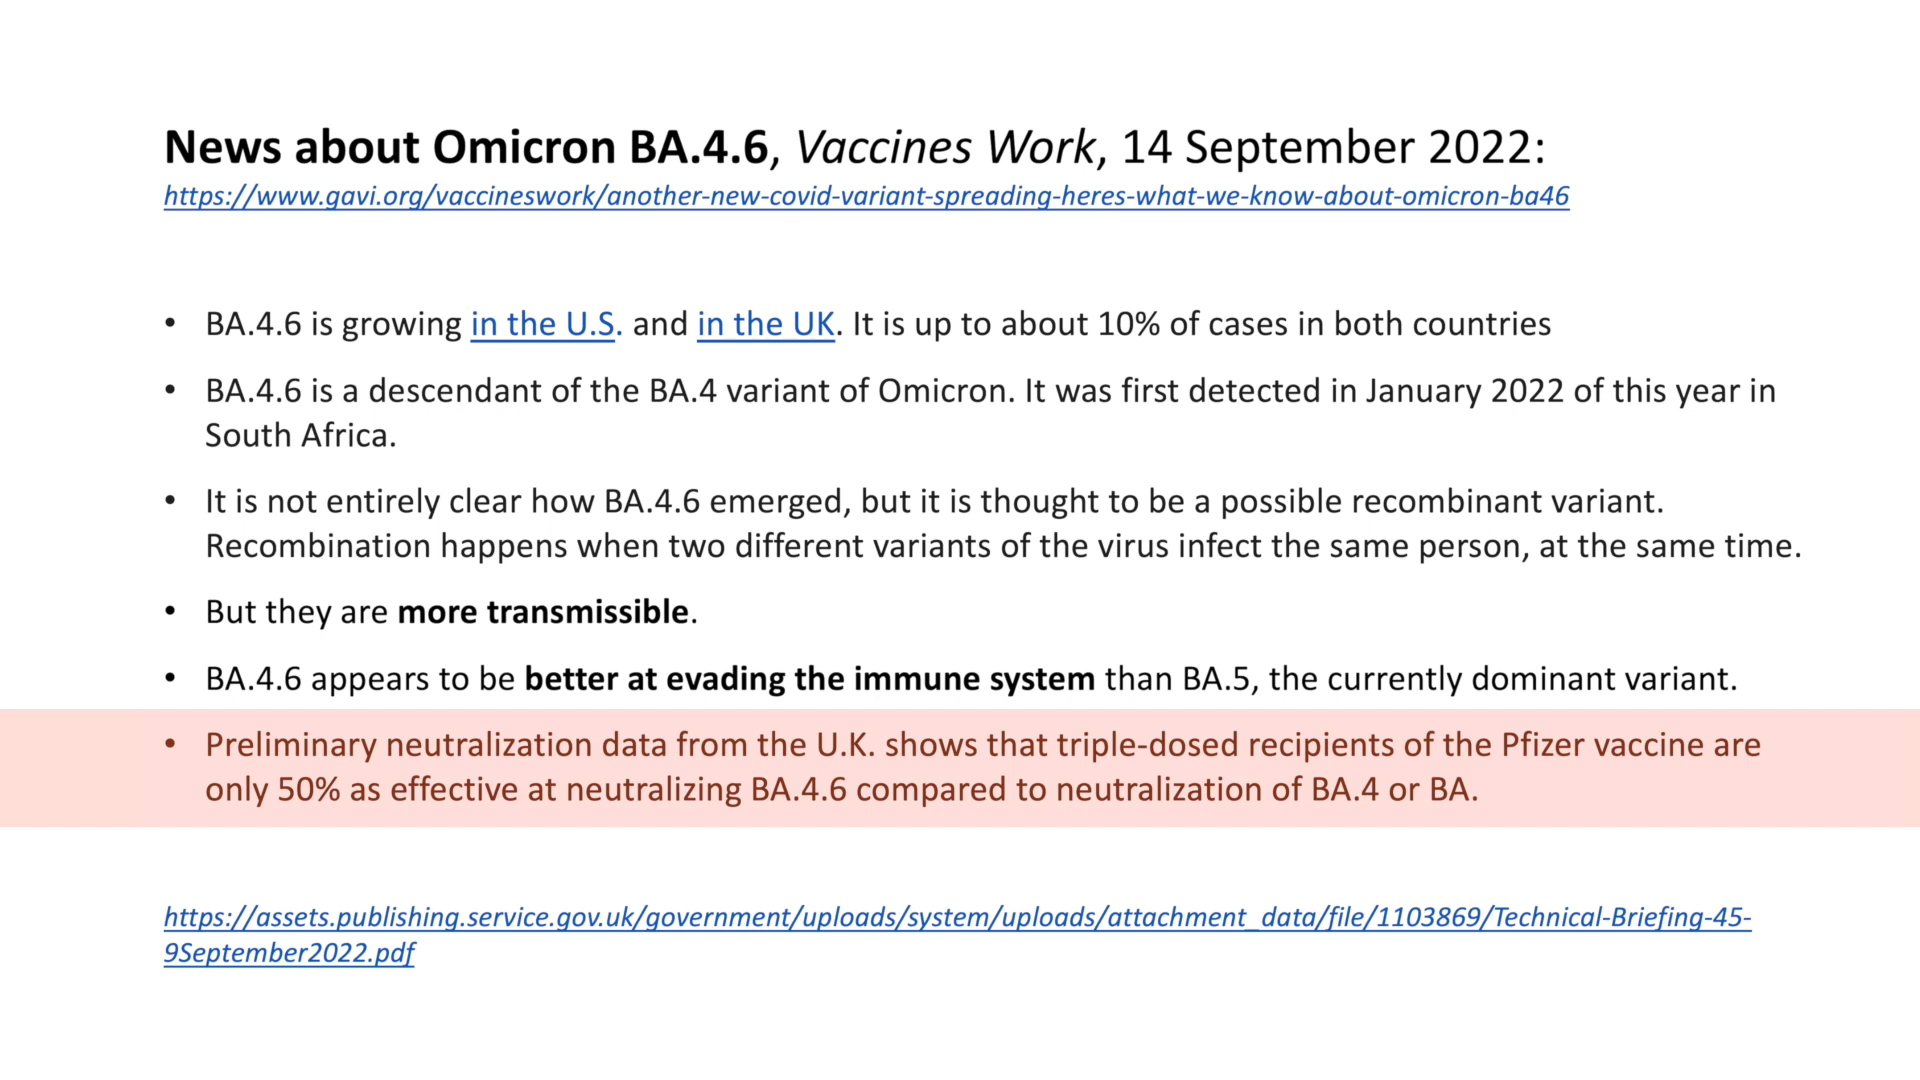 News about Omicron BA.4.6, Vaccines Work, 14 September 2022:
https://www.gavi.org/vaccineswork/another-new-covid-variant-spreading-heres-what-we-know-about-omicron-ba46
• BA.4.6 is growing in the U.S. and in the UK. It is up to about 10% of cases in both countries
• BA.4.6 is a descendant of the BA.4 variant of Omicron. It was first detected in January 2022 of this year in
South Africa.
• It is not entirely clear how BA.4.6 emerged, but it is thought to be a possible recombinant variant.
Recombination happens when two different variants of the virus infect the same person, at the same time.
• But they are more transmissible.
• BA.4.6 appears to be better at evading the immune system than BA.5, the currently dominant variant.
• Preliminary neutralization data from the U.K. shows that triple-dosed recipients of the Pfizer vaccine are
only 50% as effective at neutralizing BA.4.6 compared to neutralization of BA.4 or BA.
https://assets.publishing.service.gov.uk/government/uploads/system/uploads/attachment_data/file/1103869/Technical-Briefing-45-
9September2022.pdf